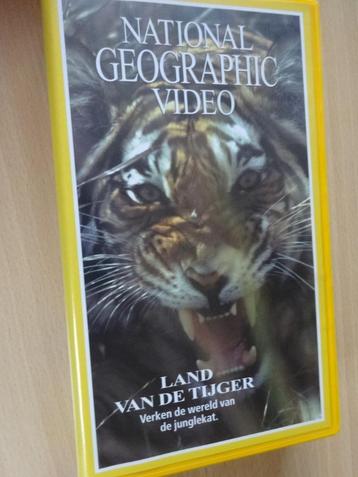 NATIONAL
GEOGRAPHIC
VIDEO
LAND
VAN DE TIJGER
Verken de wereld van
de junglekat.